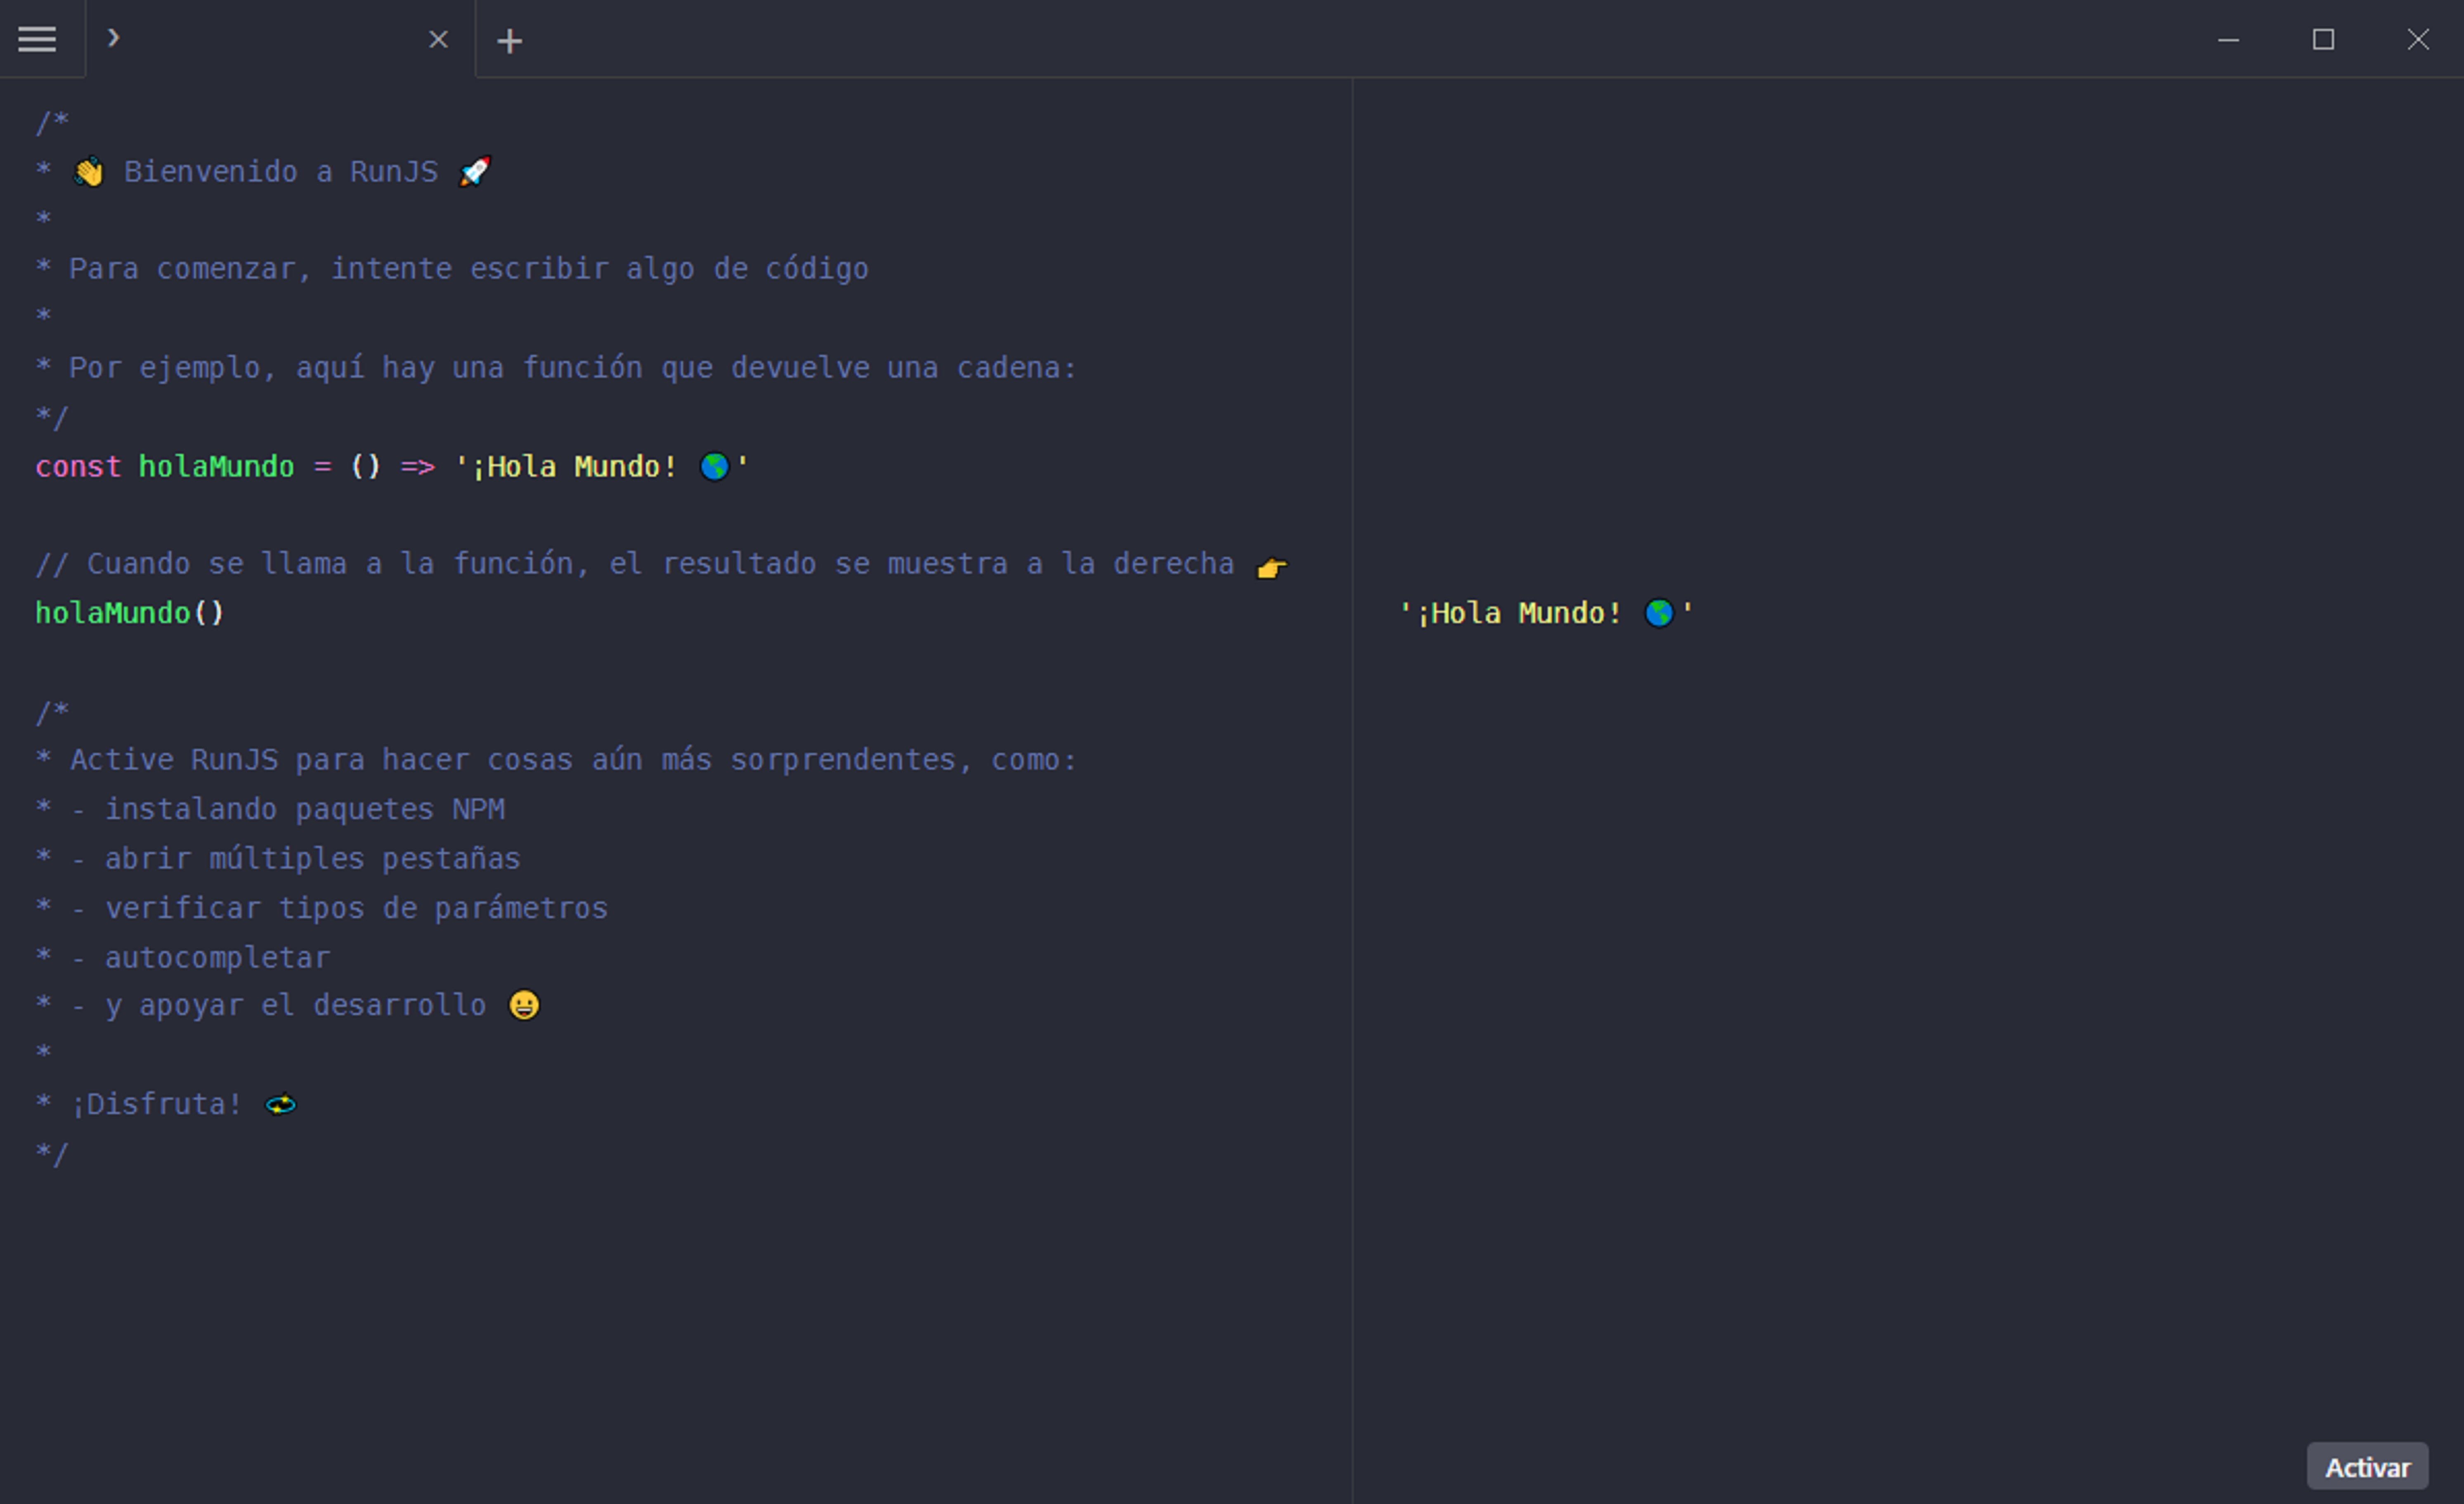 /*
* 👋 Bienvenido a RunJS 🚀
*
* Para comenzar, intente escribir algo de código
*
* Por ejemplo, aquí hay una función que devuelve una cadena:
*/
const holaMundo = () => '¡Hola Mundo! 🌎'
// Cuando se llama a la función, el resultado se muestra a la derecha 👉
holaMundo()
'¡Hola Mundo! 🌎'
/*
* Active RunJS para hacer cosas aún más sorprendentes, como:
* - instalando paquetes NPM
* - abrir múltiples pestañas
* - verificar tipos de parámetros
* - autocompletar
* - y apoyar el desarrollo 😀
*
* ¡Disfruta! 💫
*/
Activar